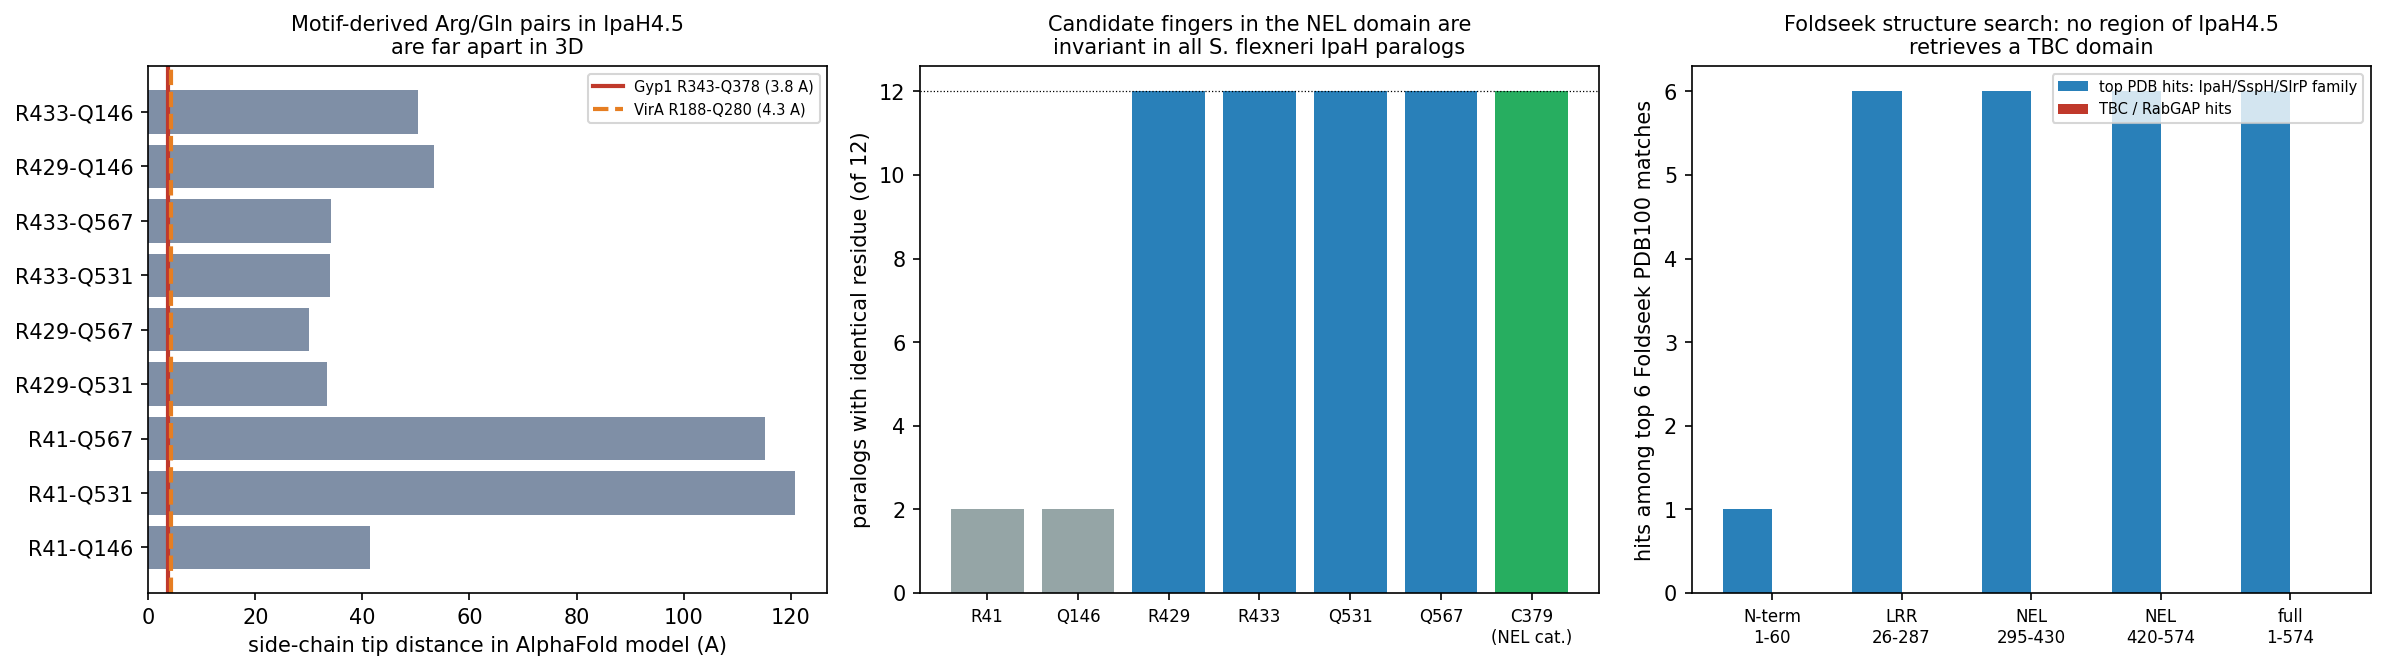 Motif-derived Arg/Gln pairs in IpaH4.5
are far apart in 3D
Gyp1 R343-Q378 (3.8 A)
VirA R188-Q280 (4.3 A)
R433-Q146
R429-Q146
R433-Q567
R433-Q531
R429-Q567
R429-Q531
R41-Q567
R41-Q531
R41-Q146
0 20 40 60 80 100 120
side-chain tip distance in AlphaFold model (A)
Candidate fingers in the NEL domain are
invariant in all S. flexneri IpaH paralogs
paralogs with identical residue (of 12)
12
10
8
6
4
2
0
R41 Q146 R429 R433 Q531 Q567 C379
(NEL cat.)
Foldseek structure search: no region of IpaH4.5
retrieves a TBC domain
top PDB hits: IpaH/SspH/SlrP family
TBC / RabGAP hits
hits among top 6 Foldseek PDB100 matches
6
5
4
3
2
1
0
N-term LRR NEL NEL full
1-60 26-287 295-430 420-574 1-574